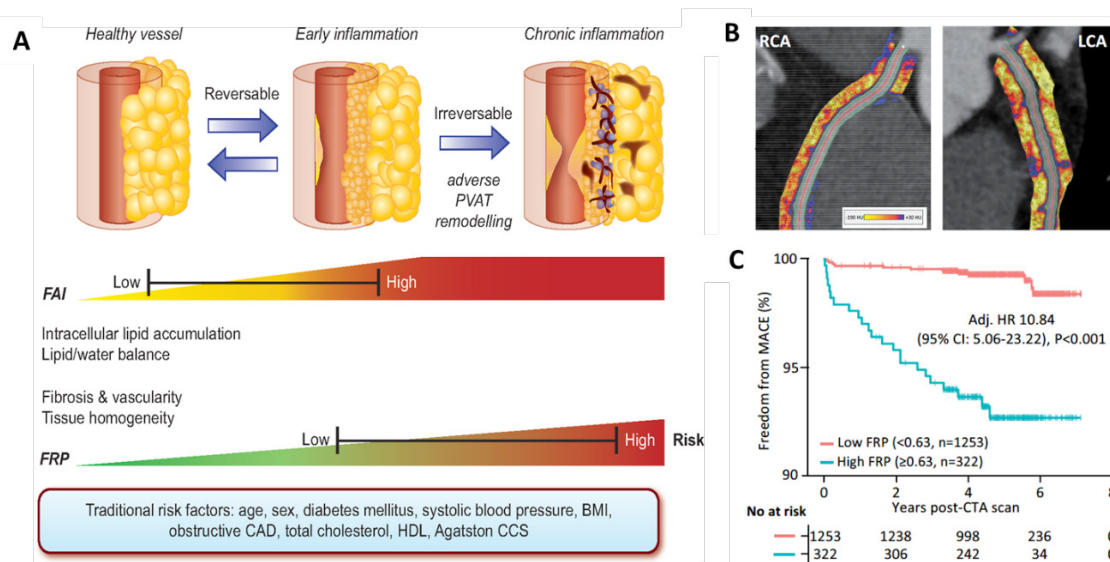 A
Healthy vessel
Early inflammation
Chronic inflammation
Reversable
Irreversable
adverse
PVAT
remodelling
FAI
Low
High
Intracellular lipid accumulation
Lipid/water balance
Fibrosis & vascularity
Tissue homogeneity
FRP
Low
High
Risk
Traditional risk factors: age, sex, diabetes mellitus, systolic blood pressure, BMI,
obstructive CAD, total cholesterol, HDL, Agatston CCS
B
RCA
LCA
-190 HU
+30 HU
C
Freedom from MACE (%)
100
95
90
Adj. HR 10.84
(95% CI: 5.06-23.22), P<0.001
Low FRP (<0.63, n=1253)
High FRP (≥0.63, n=322)
0 2 4 6 8
Years post-CTA scan
No at risk
1253 1238 998 236
322 306 242 34